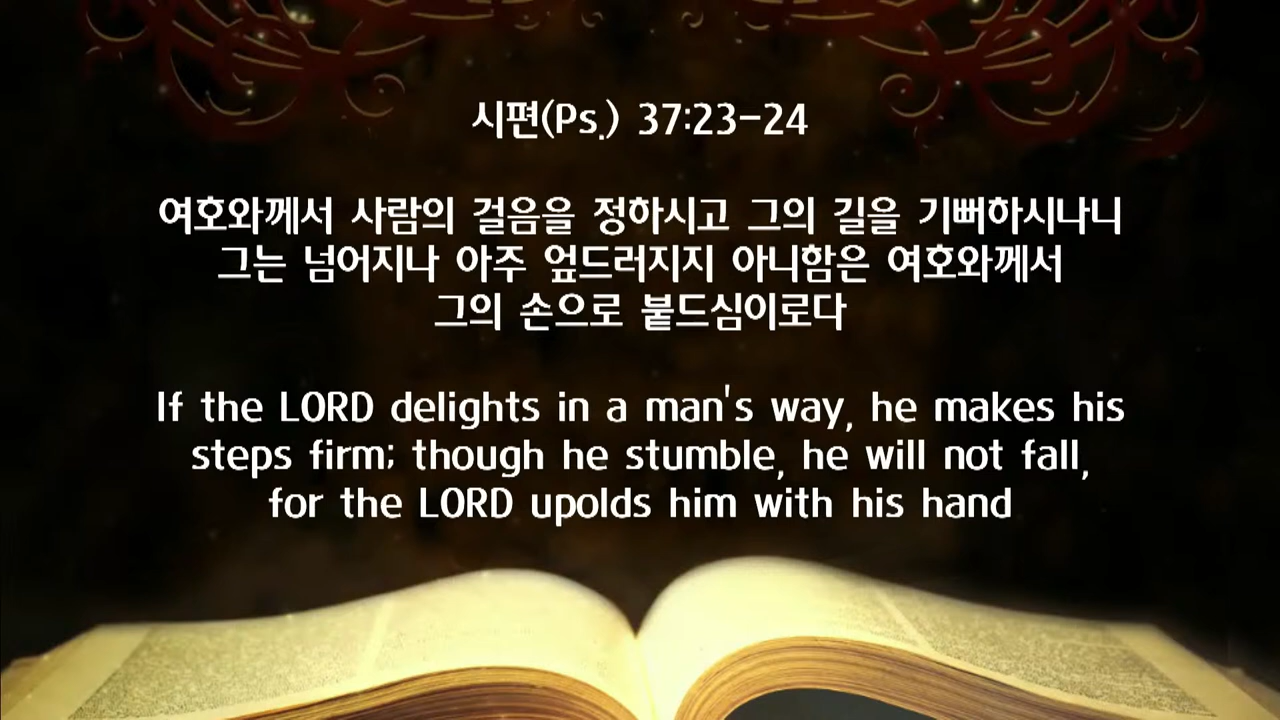 시편(Ps.) 37:23-24
여호와께서 사람의 걸음을 정하시고 그의 길을 기뻐하시나니
그는 넘어지나 아주 엎드러지지 아니함은 여호와께서
그의 손으로 붙드심이로다
If the LORD delights in a man's way, he makes his
steps firm; though he stumble, he will not fall,
for the LORD upolds him with his hand